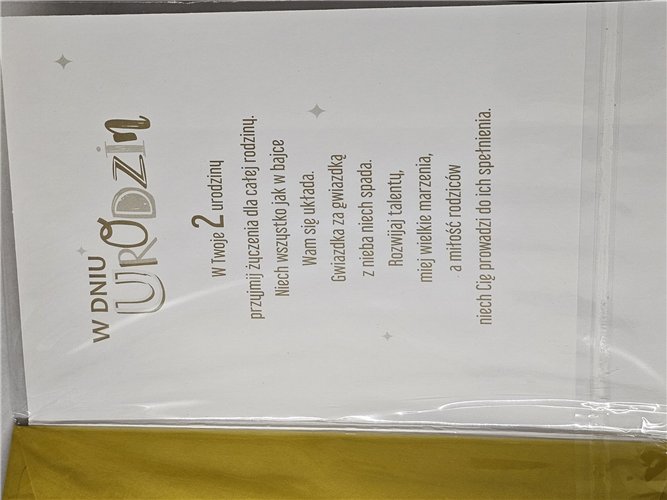 W DNIU
URODZIN
W Twoje 2 urodziny
przyjmij życzenia dla całej rodziny.
Niech wszystko jak w bajce
Wam się układa.
Gwiazdka za gwiazdką
z nieba niech spada.
Rozwijaj talenty,
miej wielkie marzenia,
a miłość rodziców
niech Cię prowadzi do ich spełnienia.